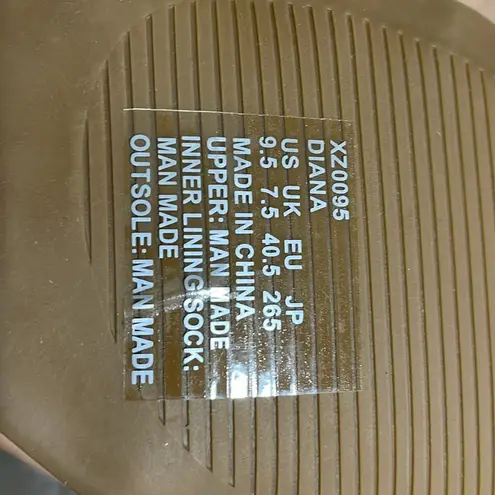 XZ0095
DIANA
US UK EU JP
9.5 7.5 40.5 265
MADE IN CHINA
UPPER: MAN MADE
INNER LINING/SOCK:
MAN MADE
OUTSOLE: MAN MADE